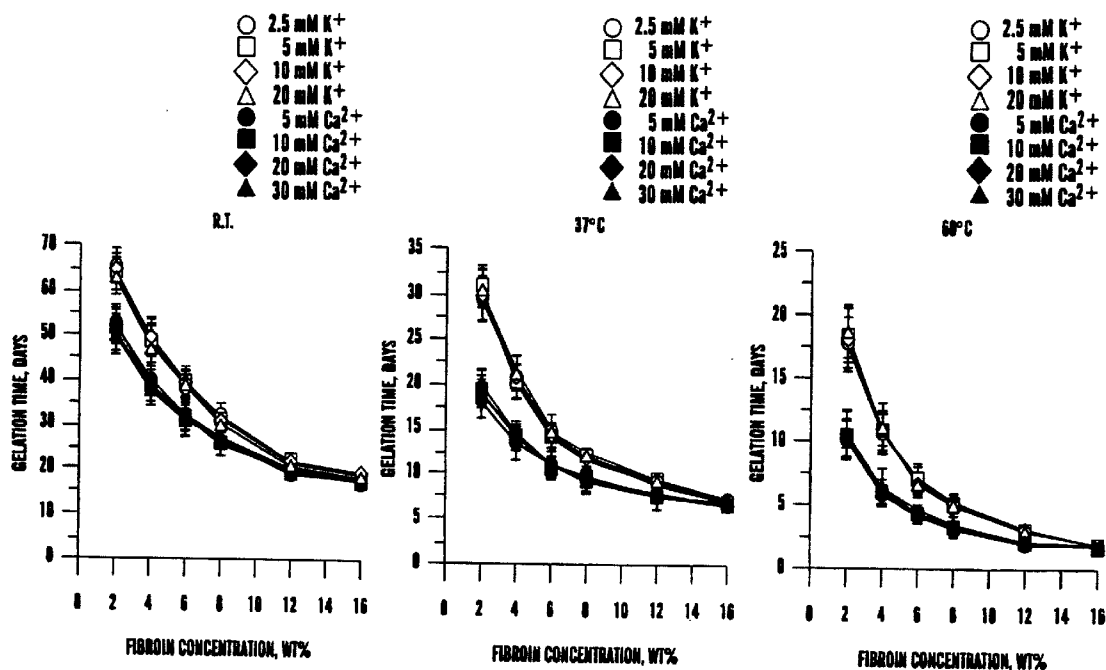 2.5 mM K+
5 mM K+
10 mM K+
20 mM K+
5 mM Ca2+
10 mM Ca2+
20 mM Ca2+
30 mM Ca2+
R.T.
GELATION TIME, DAYS
70
60
50
40
30
20
10
0
0 2 4 6 8 10 12 14 16
FIBROIN CONCENTRATION, WT%
2.5 mM K+
5 mM K+
10 mM K+
20 mM K+
5 mM Ca2+
10 mM Ca2+
20 mM Ca2+
30 mM Ca2+
37°C
GELATION TIME, DAYS
35
30
25
20
15
10
5
0
0 2 4 6 8 10 12 14 16
FIBROIN CONCENTRATION, WT%
2.5 mM K+
5 mM K+
10 mM K+
20 mM K+
5 mM Ca2+
10 mM Ca2+
20 mM Ca2+
30 mM Ca2+
60°C
GELATION TIME, DAYS
25
20
15
10
5
0
0 2 4 6 8 10 12 14 16
FIBROIN CONCENTRATION, WT%